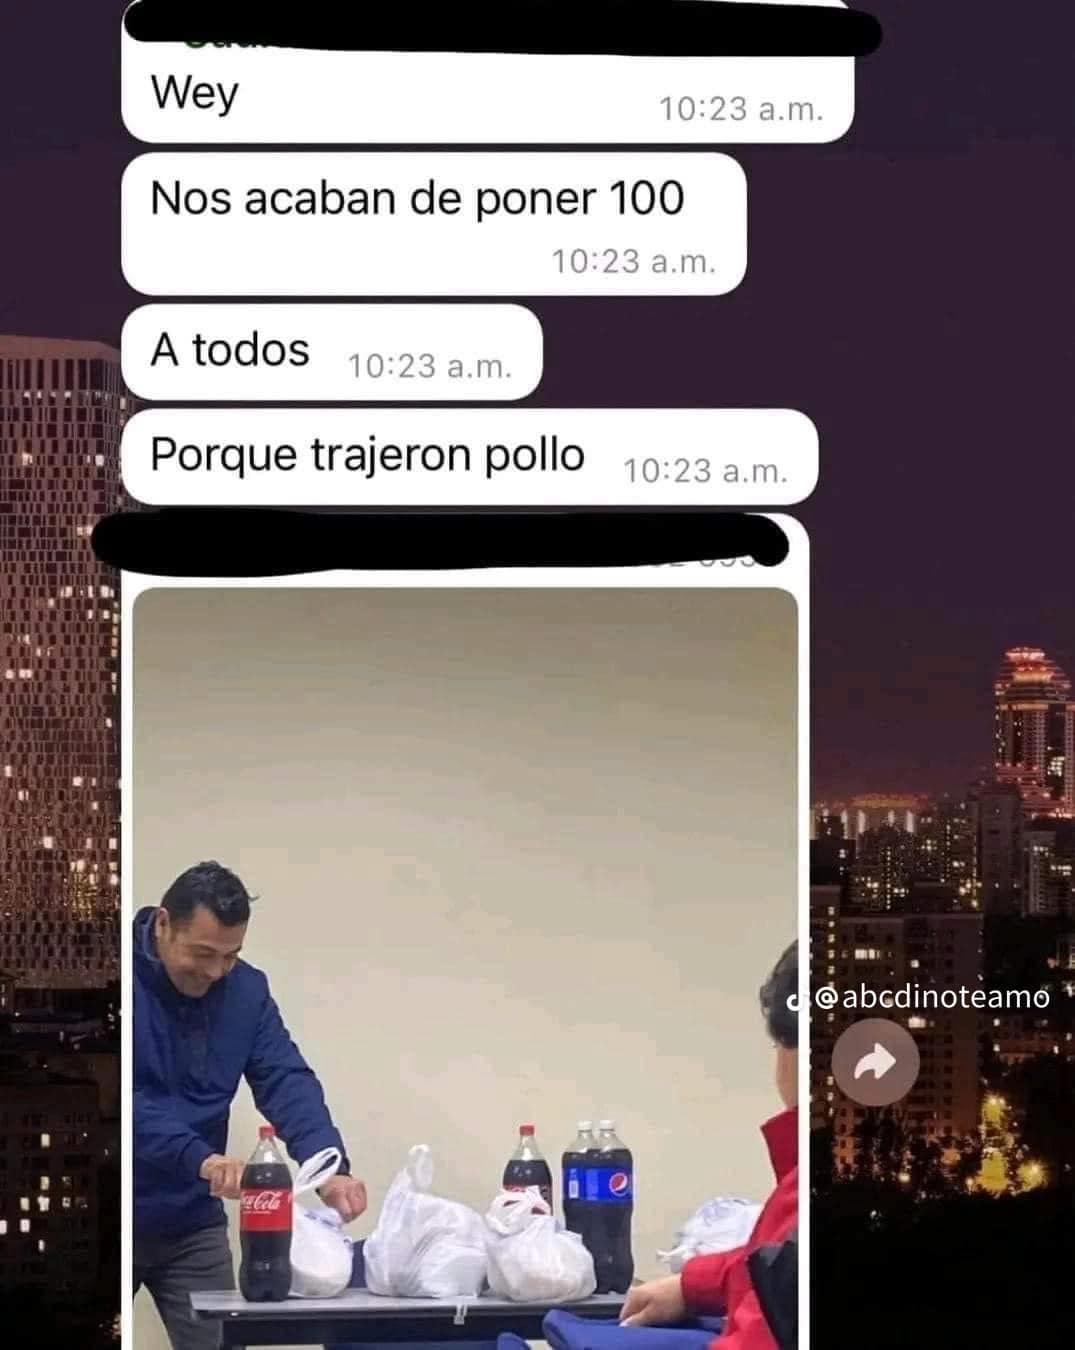 Wey
10:23 a.m.
Nos acaban de poner 100
10:23 a.m.
A todos 10:23 a.m.
Porque trajeron pollo 10:23 a.m.
@abcdinoteamo
Coca-Cola